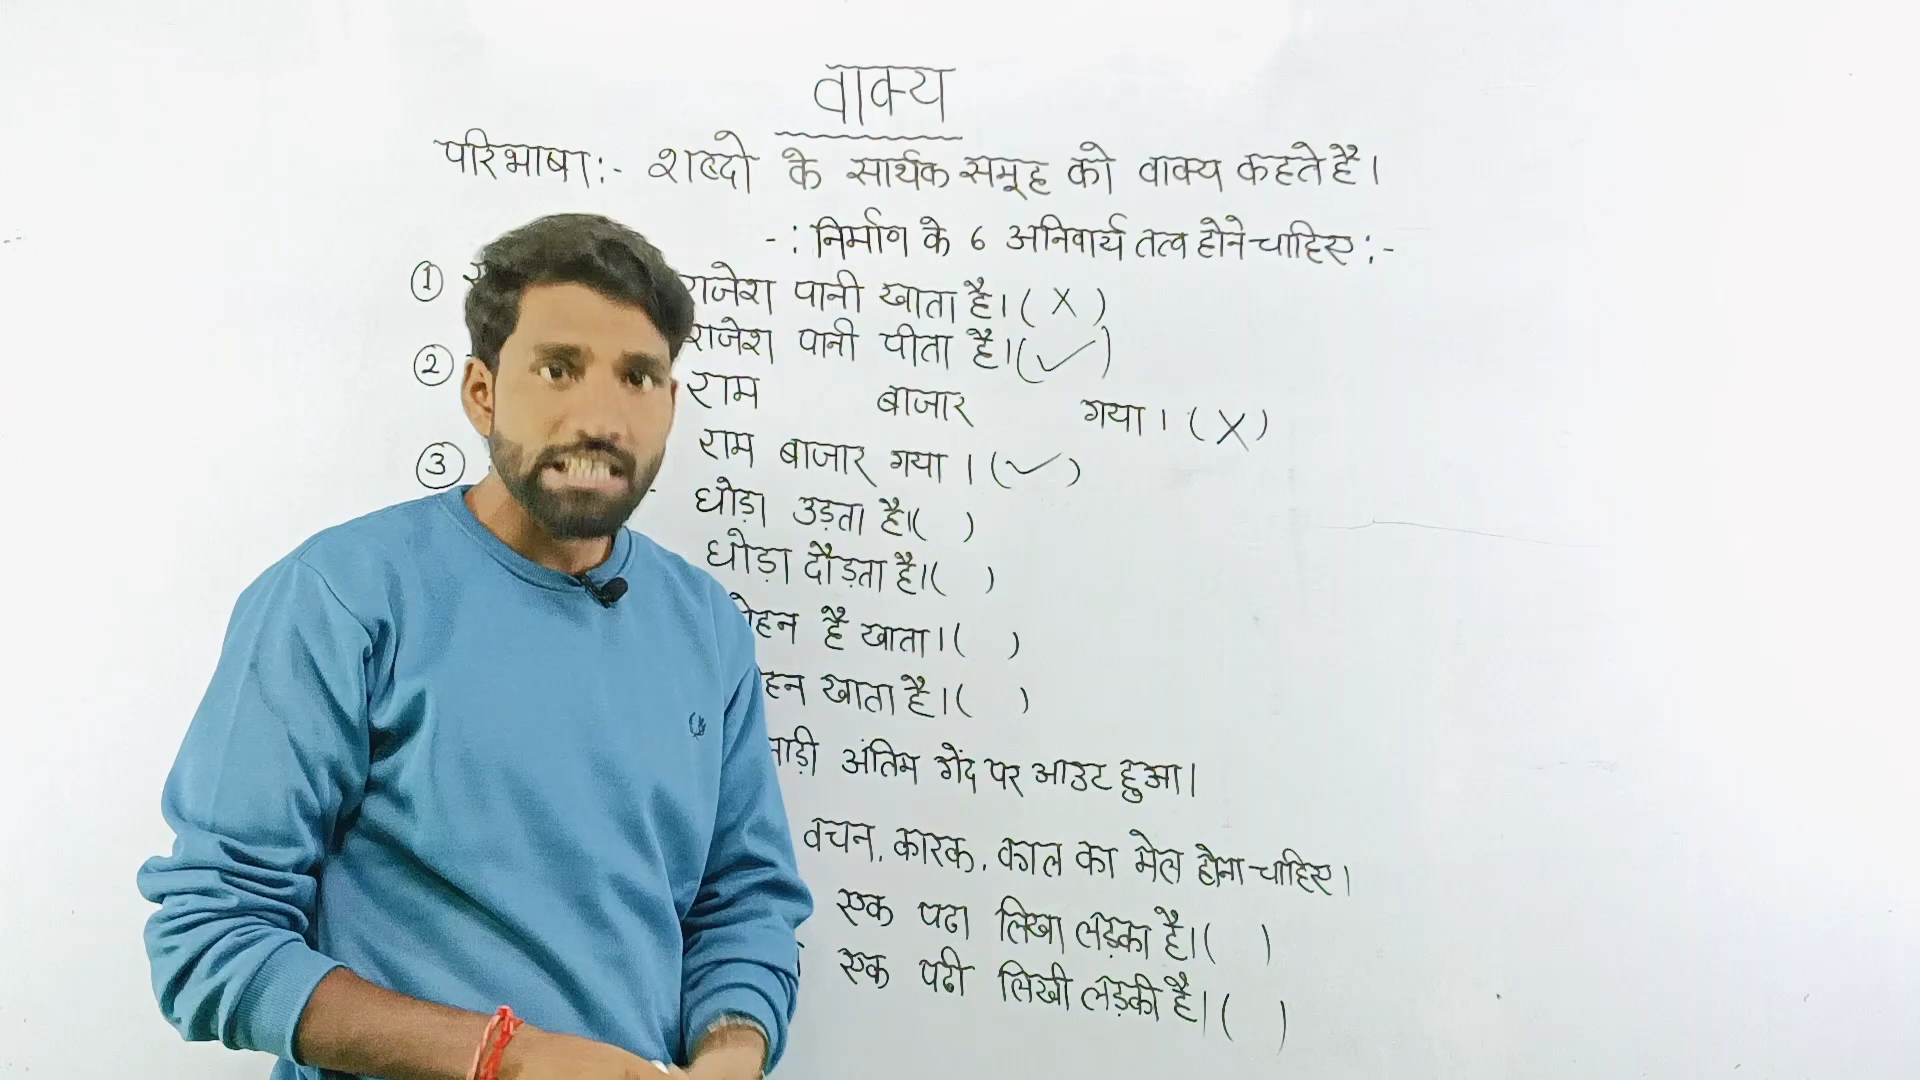 वाक्य
परिभाषा:- शब्दो के सार्थक समूह को वाक्य कहते है।
-: निर्माण के 6 अनिवार्य तत्व होने चाहिए:-
① राजेश पानी खाता है। ( X )
राजेश पानी पीता है। (✓)
② राम बाजार गया। ( X )
राम बाजार गया । (✓)
③ घोड़ा उड़ता है। ( )
घोड़ा दौड़ता है। ( )
है खाता। ( )
खाता है। ( )
अंतिम गेंद पर आउट हुआ।
वचन, कारक, काल का मेल होना चाहिए।
एक पढा लिखा लड़का है। ( )
एक पढी लिखी लड़की है। ( )